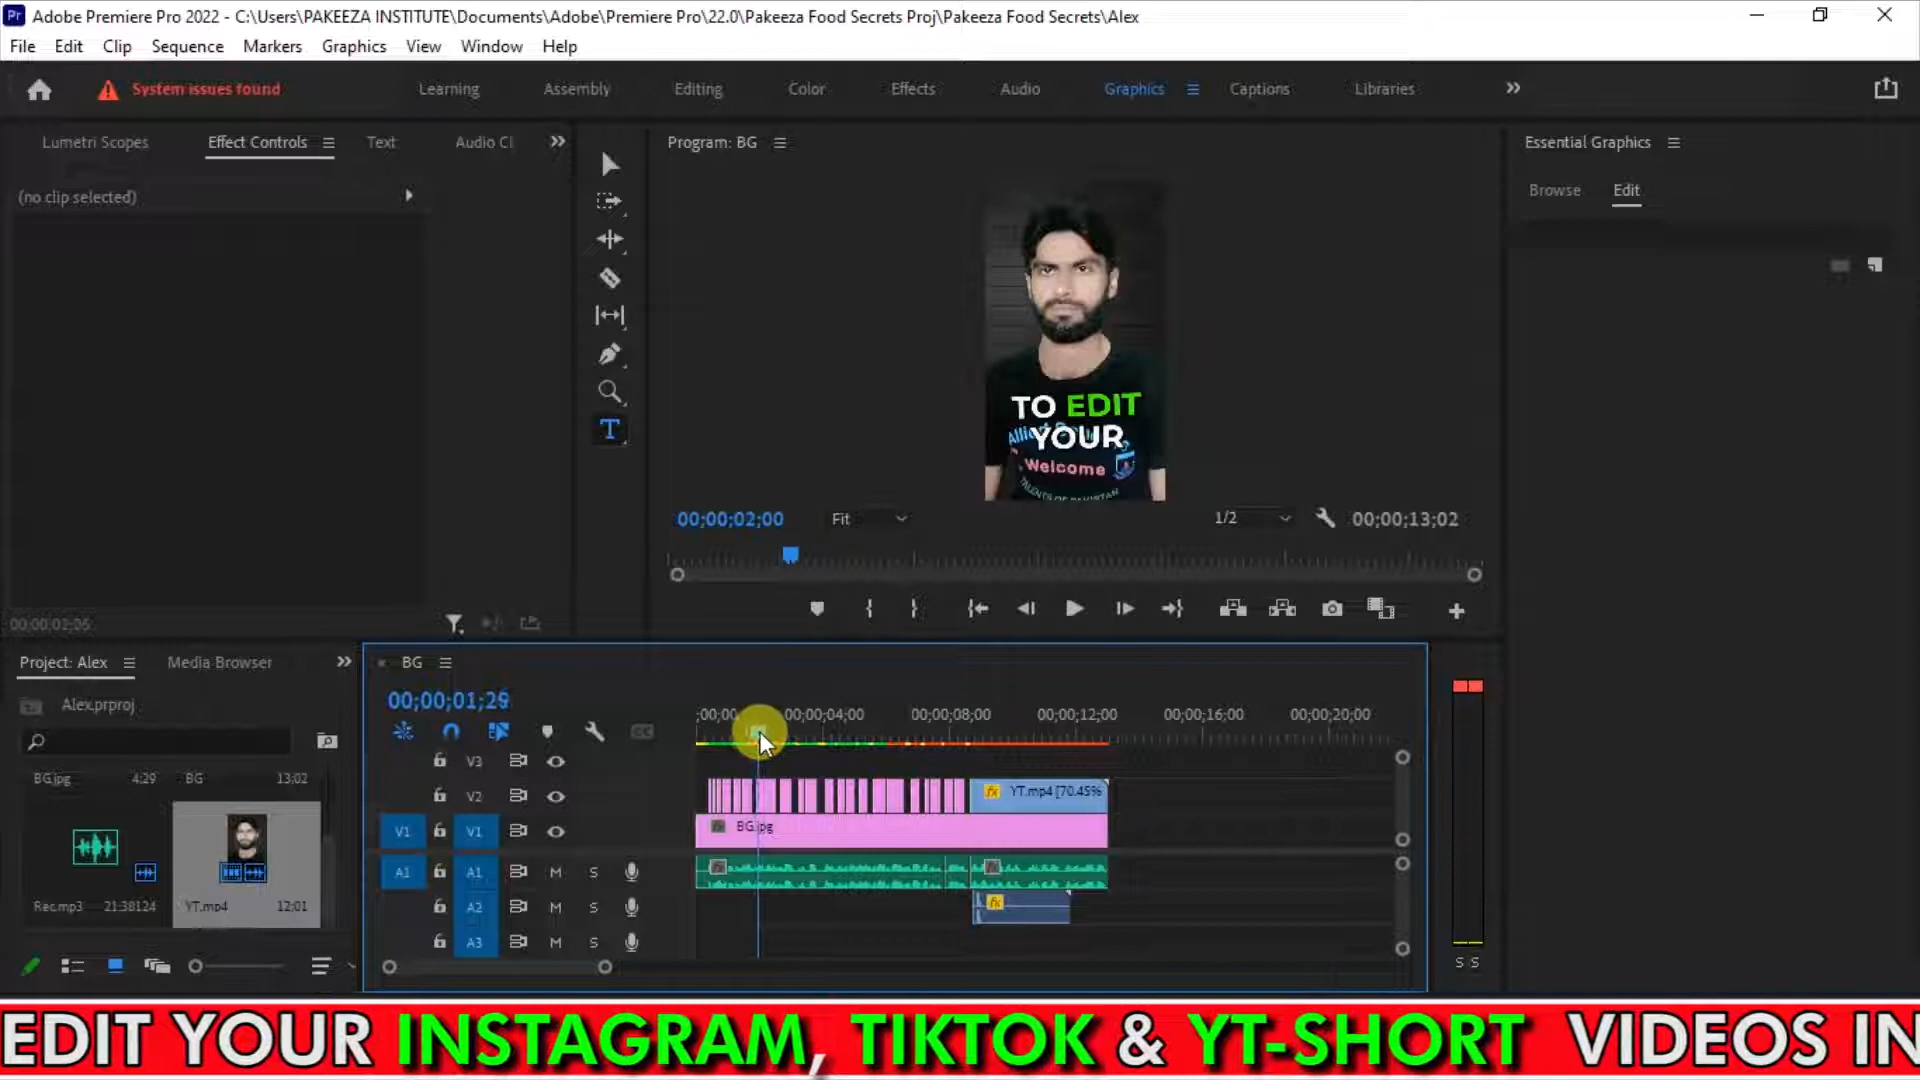 Adobe Premiere Pro 2022 - C:\Users\PAKEEZA INSTITUTE\Documents\Adobe\Premiere Pro\22.0\Pakeeza Food Secrets Proj\Pakeeza Food Secrets\Alex
File Edit Clip Sequence Markers Graphics View Window Help
System issues found Learning Assembly Editing Color Effects Audio Graphics Captions Libraries
Lumetri Scopes Effect Controls Text Audio Cl
Program: BG
Essential Graphics
(no clip selected)
Browse Edit
TO EDIT
YOUR
Welcome
TALENTS OF PAKISTAN
00;00;02;00 Fit 1/2 00;00;13;02
Project: Alex Media Browser
BG
Alex.prproj
00;00;01;29
;00;00 00;00;04;00 00;00;08;00 00;00;12;00 00;00;16;00 00;00;20;00
BG.jpg 4:29 BG 13:02
V3
V2 YT.mp4 [70.45%
V1 V1 BG.jpg
A1 A1 M S
A2 M S
A3 M S
Rec.mp3 21:38124 YT.mp4 12:01
S S
EDIT YOUR INSTAGRAM, TIKTOK & YT-SHORT VIDEOS IN